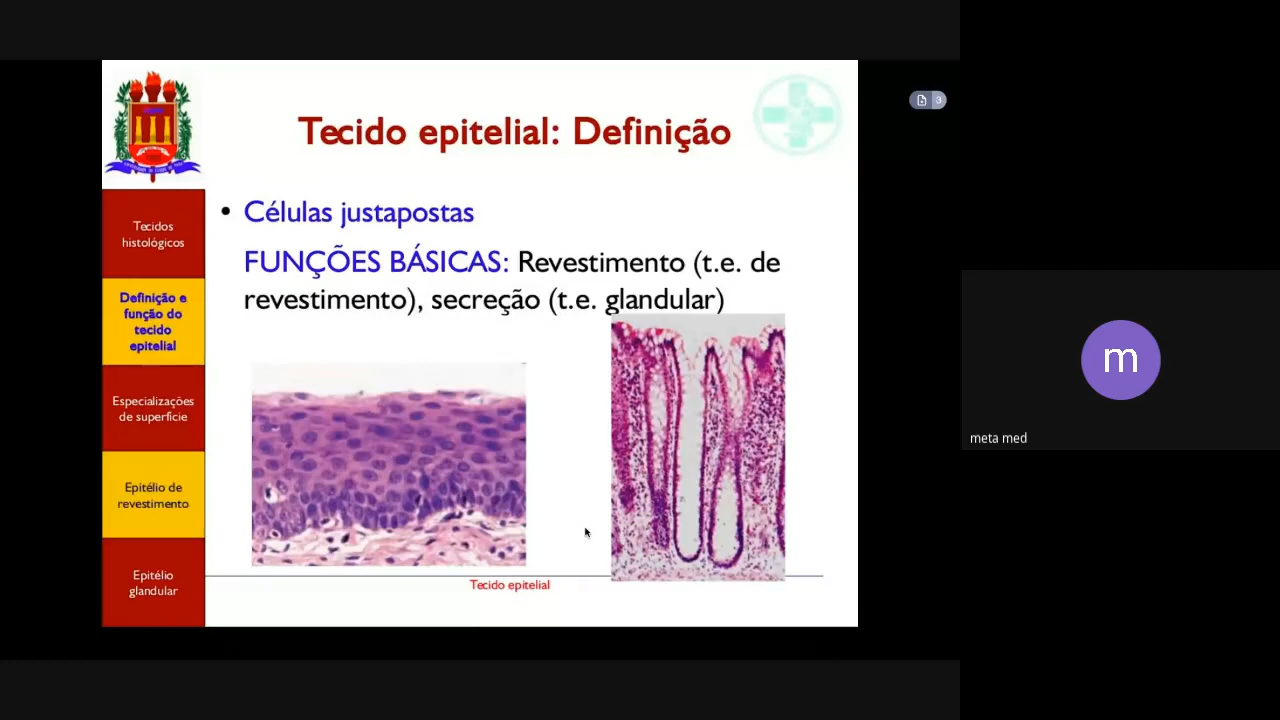 Tecido epitelial: Definição
3
• Células justapostas
FUNÇÕES BÁSICAS: Revestimento (t.e. de
revestimento), secreção (t.e. glandular)
Tecidos
histológicos
Definição e
função do
tecido
epitelial
Especializações
de superfície
Epitélio de
revestimento
Epitélio
glandular
Tecido epitelial
m
meta med